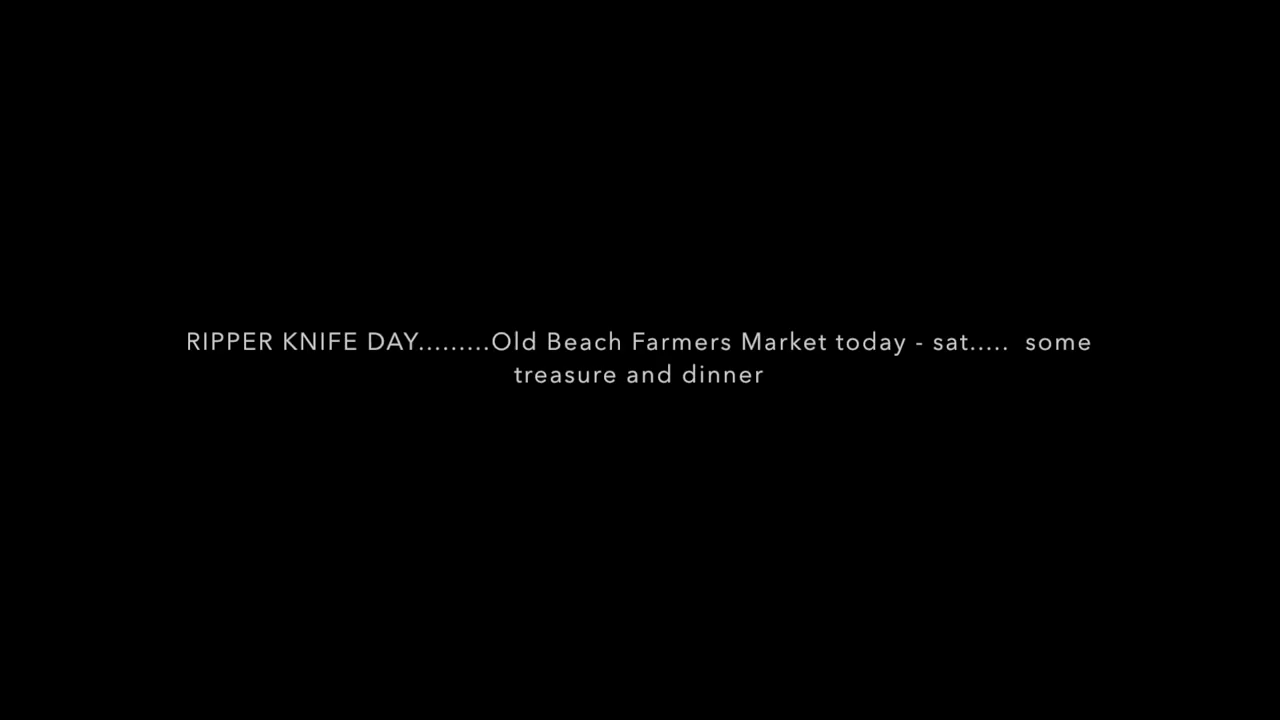 RIPPER KNIFE DAY.........Old Beach Farmers Market today - sat.....  some
treasure and dinner